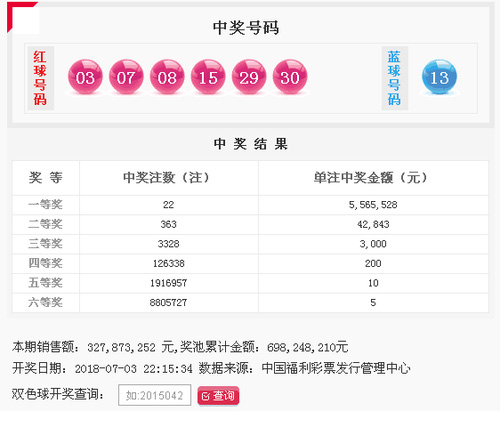 中奖号码
红球号码 03 07 08 15 29 30 蓝球号码 13
中奖结果
奖等 中奖注数（注） 单注中奖金额（元）
一等奖 22 5,565,528
二等奖 363 42,843
三等奖 3328 3,000
四等奖 126338 200
五等奖 1916957 10
六等奖 8805727 5
本期销售额：327,873,252 元,奖池累计金额：698,248,210元
开奖日期：2018-07-03 22:15:34 数据来源：中国福利彩票发行管理中心
双色球开奖查询： 如:2015042 查询